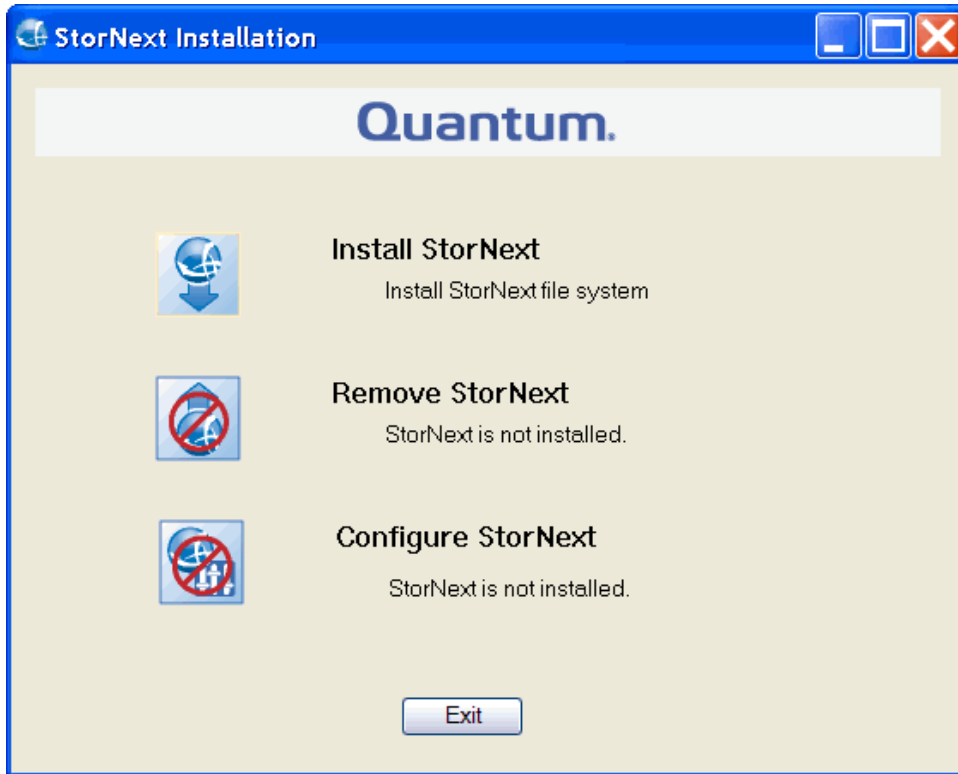 StorNext Installation
Quantum®
Install StorNext
Install StorNext file system
Remove StorNext
StorNext is not installed.
Configure StorNext
StorNext is not installed.
Exit